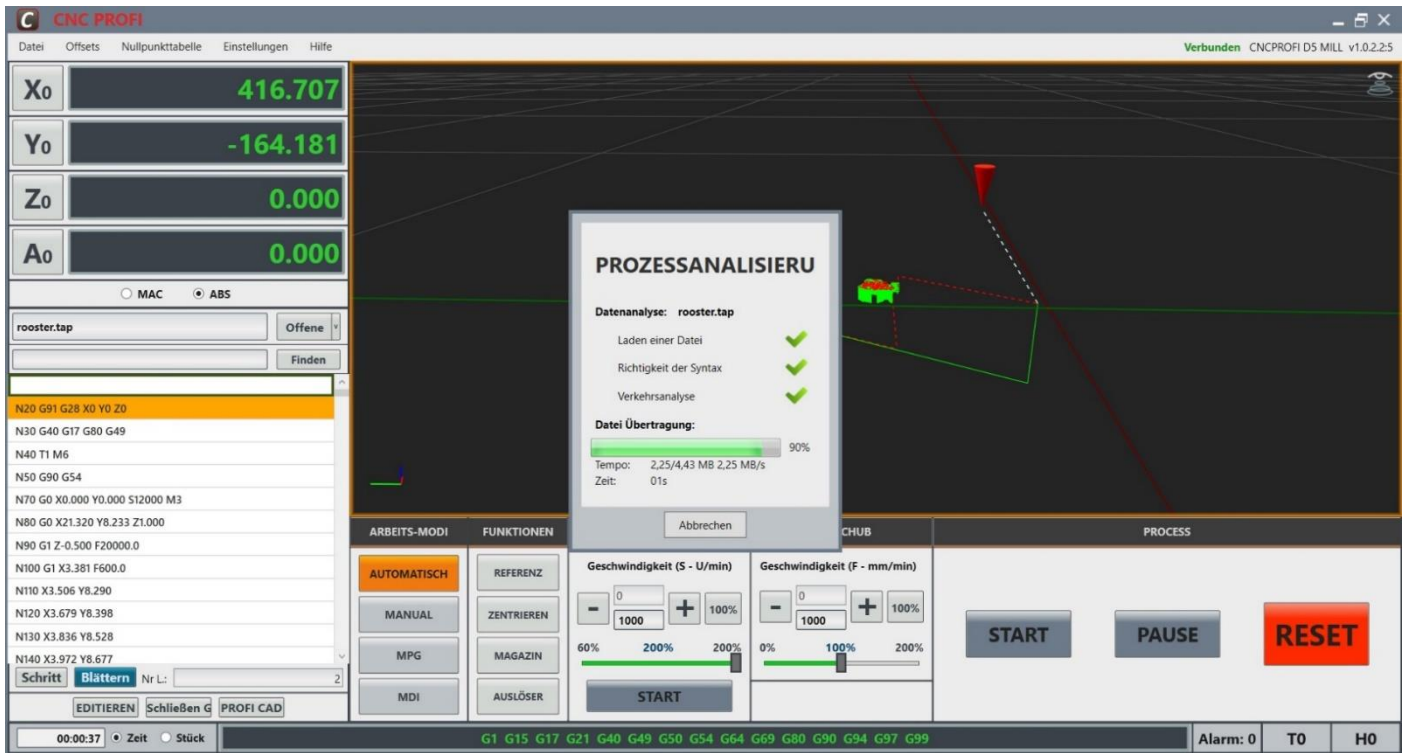 C CNC PROFI
Datei Offsets Nullpunkttabelle Einstellungen Hilfe
Verbunden CNCPROFI D5 MILL v1.0.2.2:5
X0 416.707
Y0 -164.181
Z0 0.000
A0 0.000
MAC ABS
rooster.tap Offene
Finden
N20 G91 G28 X0 Y0 Z0
N30 G40 G17 G80 G49
N40 T1 M6
N50 G90 G54
N70 G0 X0.000 Y0.000 S12000 M3
N80 G0 X21.320 Y8.233 Z1.000
N90 G1 Z-0.500 F20000.0
N100 G1 X3.381 F600.0
N110 X3.506 Y8.290
N120 X3.679 Y8.398
N130 X3.836 Y8.528
N140 X3.972 Y8.677
Schritt Blättern Nr L.: 2
EDITIEREN Schließen G PROFI CAD
PROZESSANALISIERU
Datenanalyse: rooster.tap
Laden einer Datei
Richtigkeit der Syntax
Verkehrsanalyse
Datei Übertragung:
90%
Tempo: 2,25/4,43 MB 2,25 MB/s
Zeit: 01s
Abbrechen
ARBEITS-MODI
AUTOMATISCH
MANUAL
MPG
MDI
FUNKTIONEN
REFERENZ
ZENTRIEREN
MAGAZIN
AUSLÖSER
Geschwindigkeit (S - U/min)
- 0 + 100%
1000
60% 200% 200%
START
CHUB
Geschwindigkeit (F - mm/min)
- 0 + 100%
1000
0% 100% 200%
PROCESS
START PAUSE RESET
00:00:37 Zeit Stück
G1 G15 G17 G21 G40 G49 G50 G54 G64 G69 G80 G90 G94 G97 G99
Alarm: 0 T0 H0